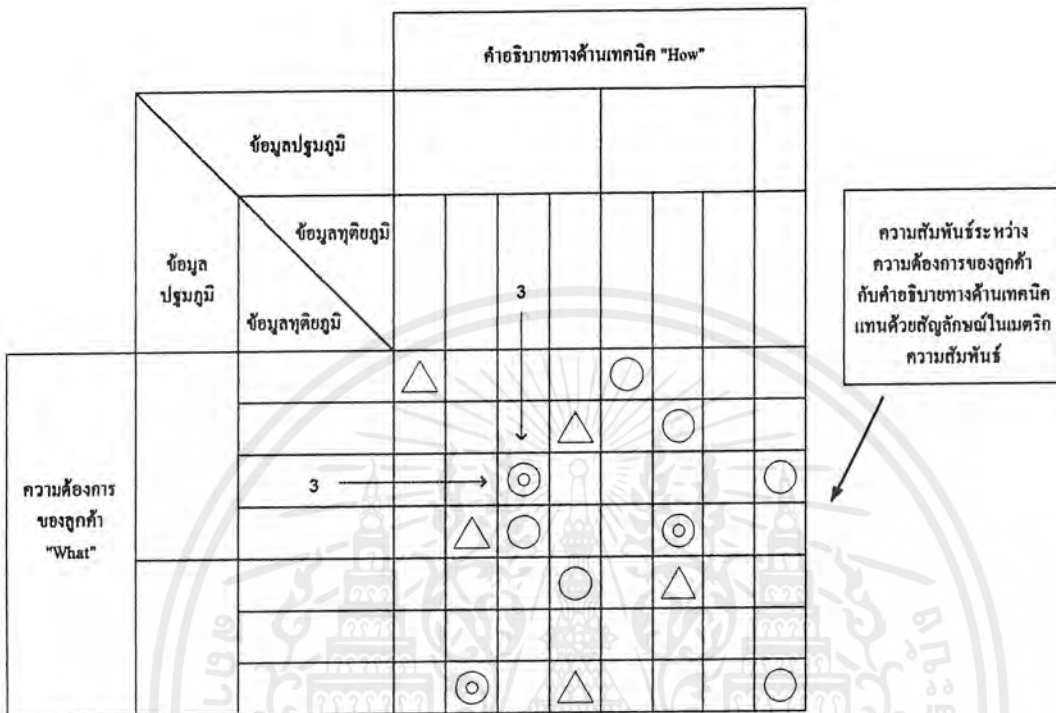 คำอธิบายทางด้านเทคนิค "How"
ข้อมูลปฐมภูมิ
ข้อมูลทุติยภูมิ
ข้อมูล
ปฐมภูมิ
ข้อมูลทุติยภูมิ
3
ความสัมพันธ์ระหว่าง
ความต้องการของลูกค้า
กับคำอธิบายทางด้านเทคนิค
แทนด้วยสัญลักษณ์ในเมตริก
ความสัมพันธ์
3
ความต้องการ
ของลูกค้า
"What"